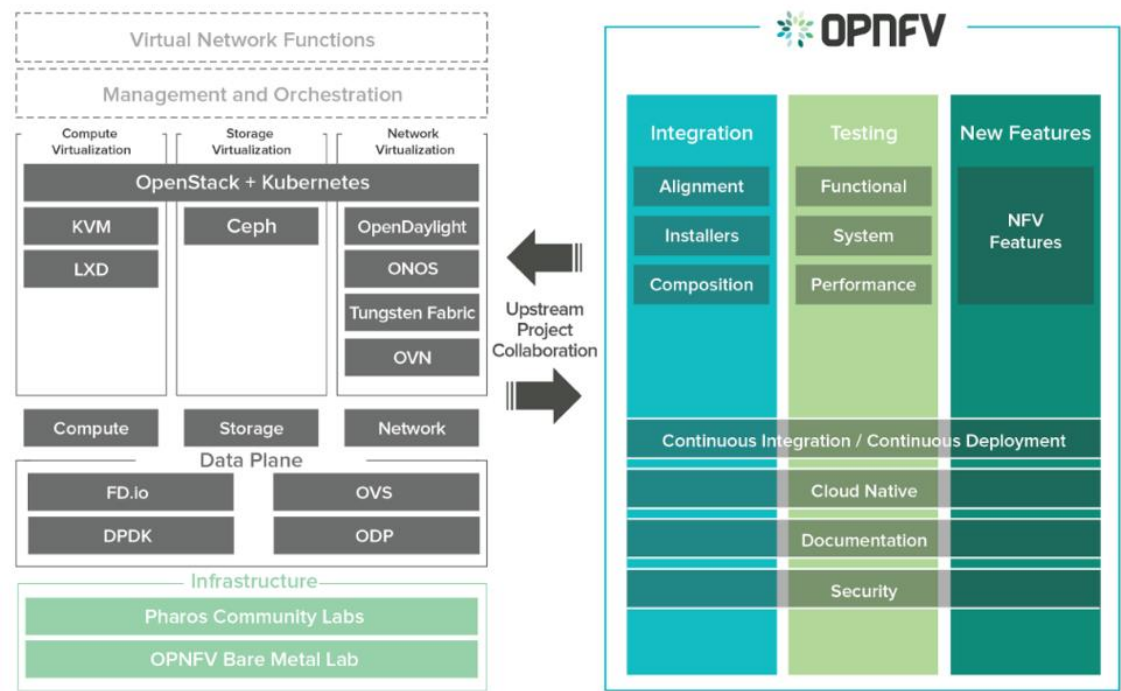 Virtual Network Functions
Management and Orchestration
Compute
Virtualization
Storage
Virtualization
Network
Virtualization
OpenStack + Kubernetes
KVM
Ceph
OpenDaylight
LXD
ONOS
Tungsten Fabric
OVN
Compute
Storage
Network
Data Plane
FD.io
OVS
DPDK
ODP
Infrastructure
Pharos Community Labs
OPNFV Bare Metal Lab
Upstream
Project
Collaboration
OPNFV
Integration
Testing
New Features
Alignment
Functional
NFV
Features
Installers
System
Composition
Performance
Continuous Integration / Continuous Deployment
Cloud Native
Documentation
Security